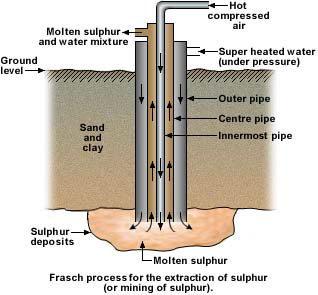 Hot
compressed
air
Molten sulphur
and water mixture
Super heated water
(under pressure)
Ground
level
Outer pipe
Centre pipe
Innermost pipe
Sand
and
clay
Sulphur
deposits
Molten sulphur
Frasch process for the extraction of sulphur
(or mining of sulphur).